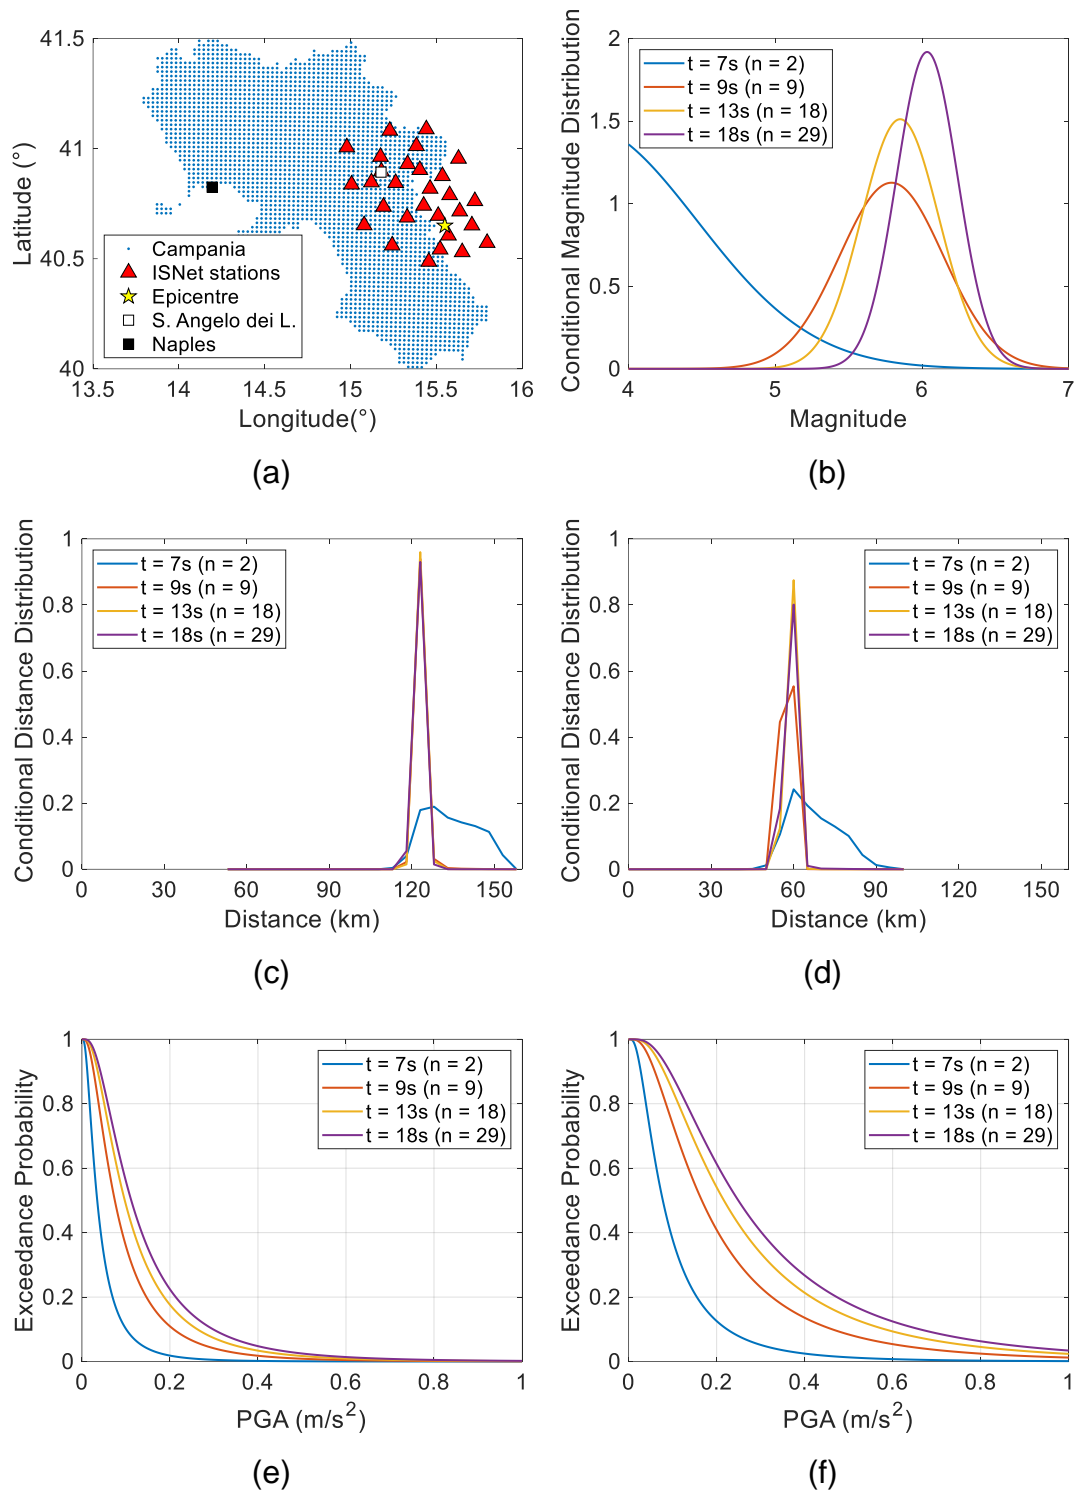 41.5
41
40.5
40
Latitude (°)
Campania
ISNet stations
Epicentre
S. Angelo dei L.
Naples
13.5 14 14.5 15 15.5 16
Longitude(°)
(a)
2
1.5
1
0.5
0
Conditional Magnitude Distribution
t = 7s (n = 2)
t = 9s (n = 9)
t = 13s (n = 18)
t = 18s (n = 29)
4 5 6 7
Magnitude
(b)
1
0.8
0.6
0.4
0.2
0
Conditional Distance Distribution
t = 7s (n = 2)
t = 9s (n = 9)
t = 13s (n = 18)
t = 18s (n = 29)
0 30 60 90 120 150
Distance (km)
(c)
1
0.8
0.6
0.4
0.2
0
Conditional Distance Distribution
t = 7s (n = 2)
t = 9s (n = 9)
t = 13s (n = 18)
t = 18s (n = 29)
0 30 60 90 120 150
Distance (km)
(d)
1
0.8
0.6
0.4
0.2
0
Exceedance Probability
t = 7s (n = 2)
t = 9s (n = 9)
t = 13s (n = 18)
t = 18s (n = 29)
0 0.2 0.4 0.6 0.8 1
PGA (m/s²)
(e)
1
0.8
0.6
0.4
0.2
0
Exceedance Probability
t = 7s (n = 2)
t = 9s (n = 9)
t = 13s (n = 18)
t = 18s (n = 29)
0 0.2 0.4 0.6 0.8 1
PGA (m/s²)
(f)